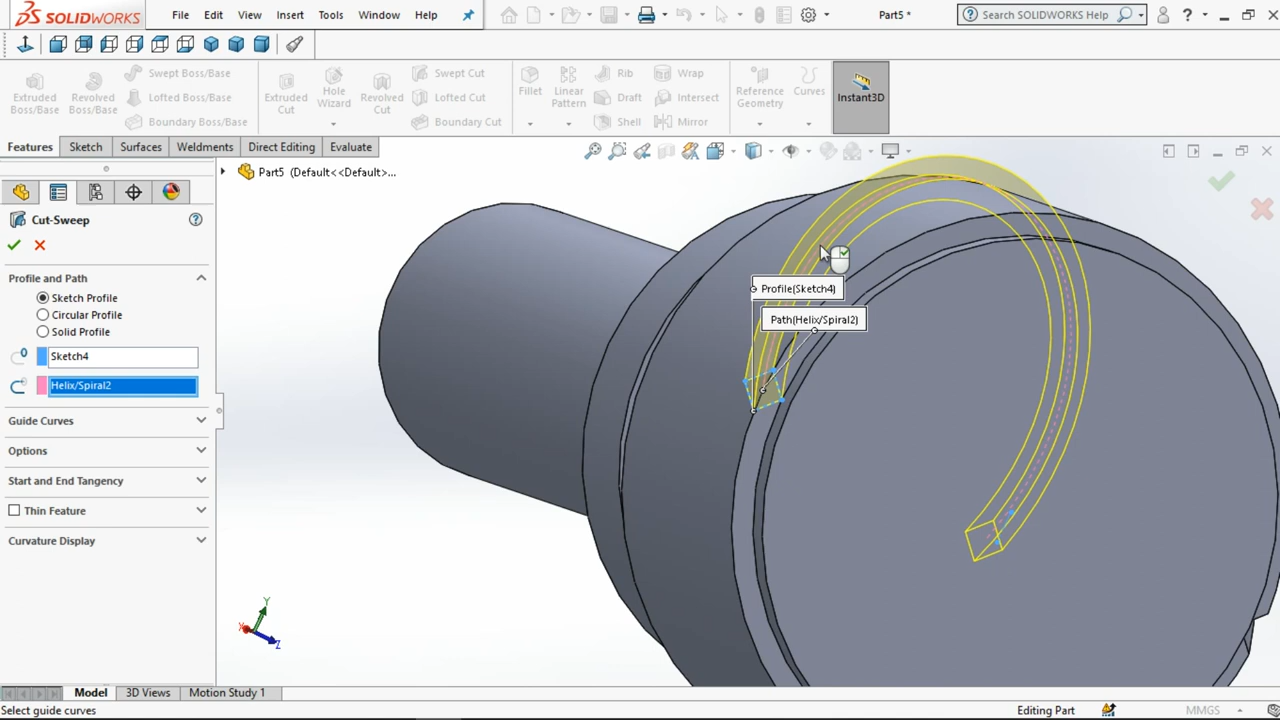 SOLIDWORKS
File Edit View Insert Tools Window Help
Part5 *
Search SOLIDWORKS Help
?
Extruded Boss/Base
Revolved Boss/Base
Swept Boss/Base
Lofted Boss/Base
Boundary Boss/Base
Extruded Cut
Hole Wizard
Revolved Cut
Swept Cut
Lofted Cut
Boundary Cut
Fillet
Linear Pattern
Rib
Draft
Shell
Wrap
Intersect
Mirror
Reference Geometry
Curves
Instant3D
Features Sketch Surfaces Weldments Direct Editing Evaluate
Part5 (Default<<Default>...
Cut-Sweep
?
Profile and Path
Sketch Profile
Circular Profile
Solid Profile
Sketch4
Helix/Spiral2
Guide Curves
Options
Start and End Tangency
Thin Feature
Curvature Display
Profile(Sketch4)
Path(Helix/Spiral2)
Y
X
Z
Model 3D Views Motion Study 1
Select guide curves
Editing Part
MMGS